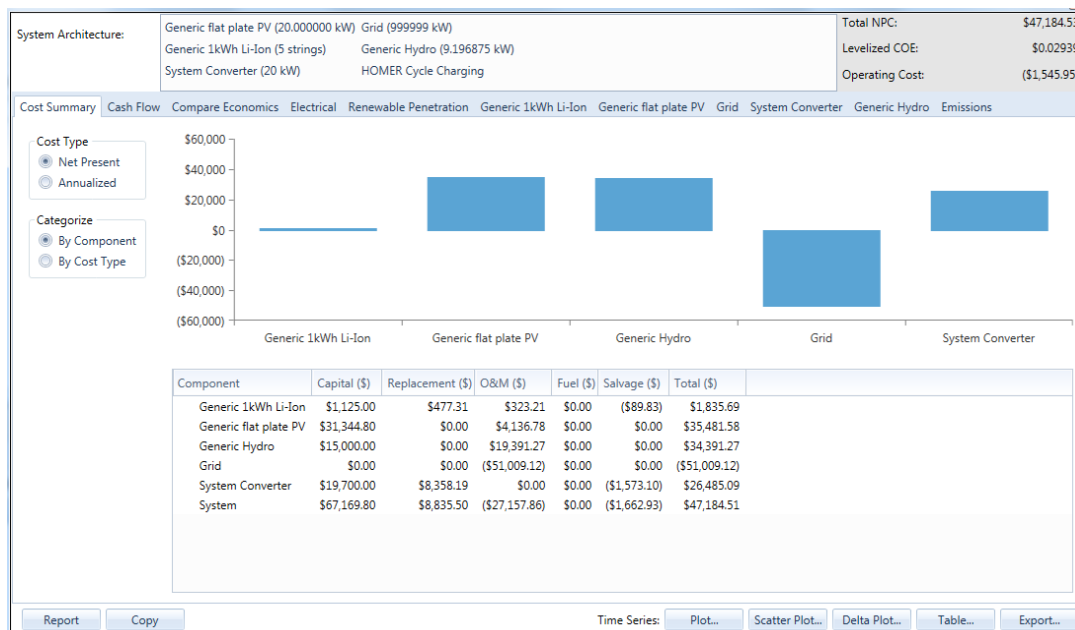 System Architecture:
Generic flat plate PV (20.000000 kW) Grid (999999 kW)
Generic 1kWh Li-Ion (5 strings) Generic Hydro (9.196875 kW)
System Converter (20 kW) HOMER Cycle Charging
Total NPC: $47,184.53
Levelized COE: $0.02939
Operating Cost: ($1,545.95
Cost Summary Cash Flow Compare Economics Electrical Renewable Penetration Generic 1kWh Li-Ion Generic flat plate PV Grid System Converter Generic Hydro Emissions
Cost Type
Net Present
Annualized
Categorize
By Component
By Cost Type
$60,000
$40,000
$20,000
$0
($20,000)
($40,000)
($60,000)
Generic 1kWh Li-Ion Generic flat plate PV Generic Hydro Grid System Converter
Component Capital ($) Replacement ($) O&M ($) Fuel ($) Salvage ($) Total ($)
Generic 1kWh Li-Ion $1,125.00 $477.31 $323.21 $0.00 ($89.83) $1,835.69
Generic flat plate PV $31,344.80 $0.00 $4,136.78 $0.00 $0.00 $35,481.58
Generic Hydro $15,000.00 $0.00 $19,391.27 $0.00 $0.00 $34,391.27
Grid $0.00 $0.00 ($51,009.12) $0.00 $0.00 ($51,009.12)
System Converter $19,700.00 $8,358.19 $0.00 $0.00 ($1,573.10) $26,485.09
System $67,169.80 $8,835.50 ($27,157.86) $0.00 ($1,662.93) $47,184.51
Report Copy Time Series: Plot... Scatter Plot... Delta Plot... Table... Export...